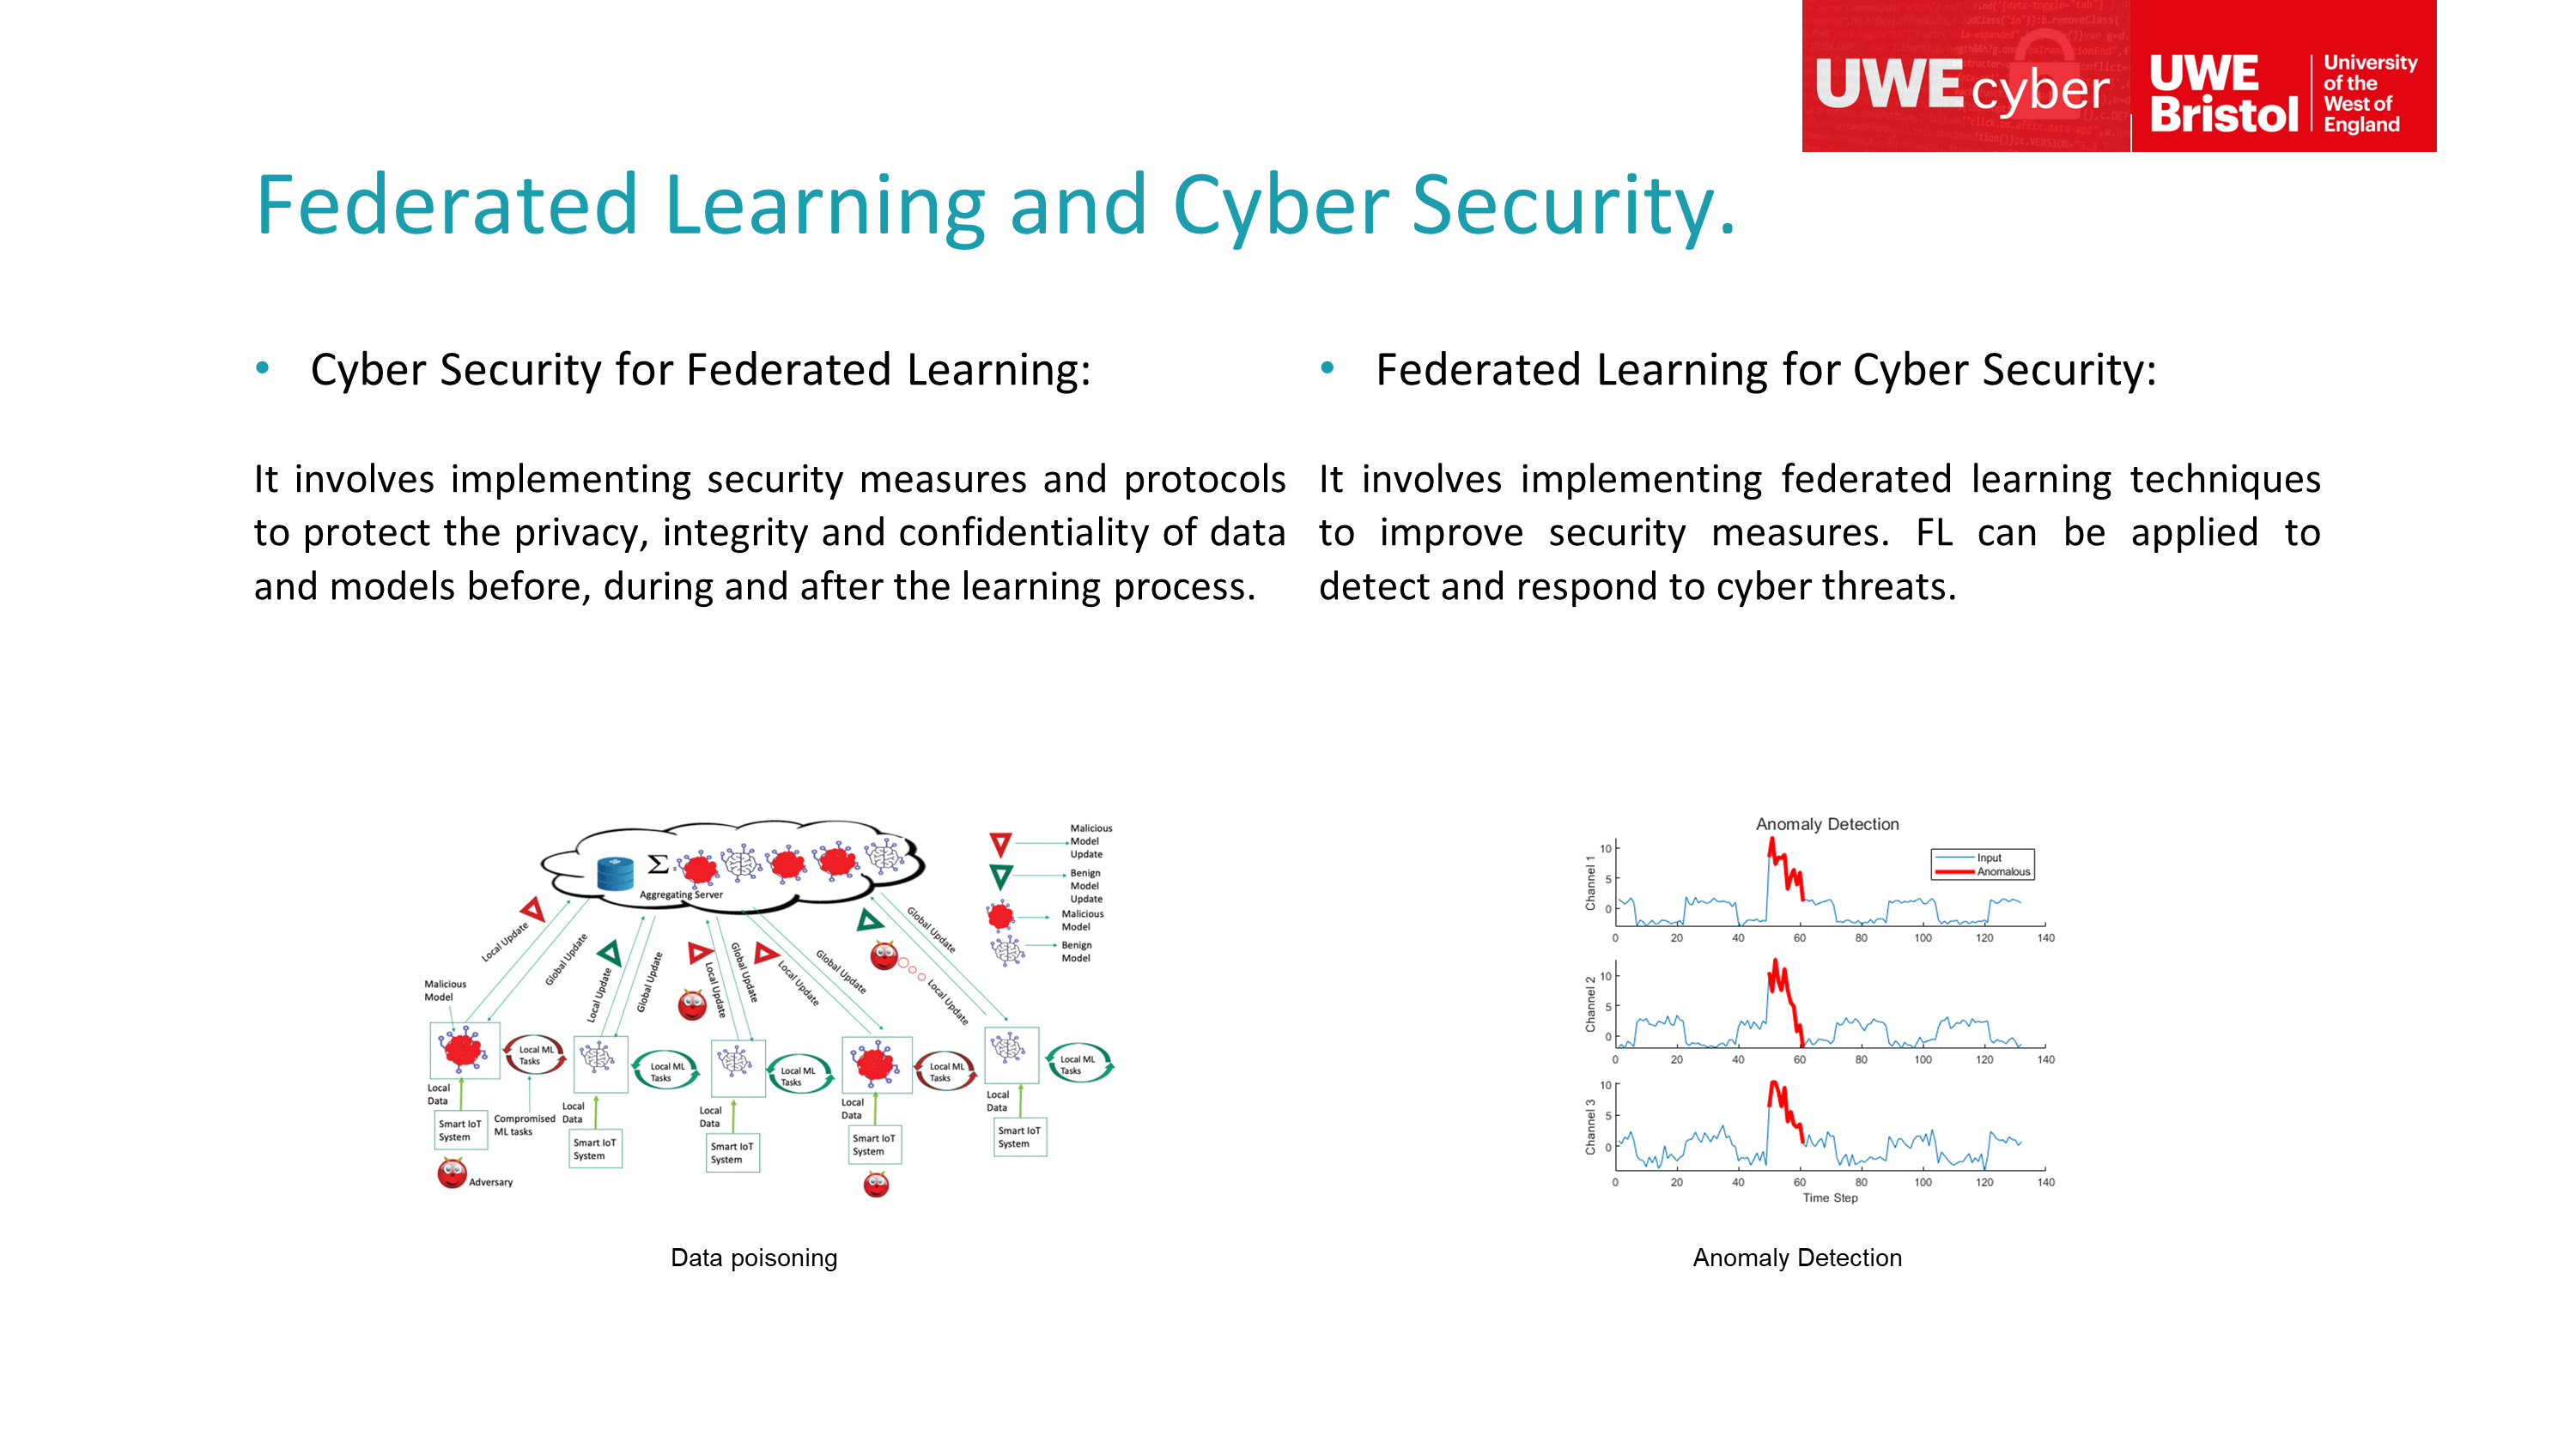 UWE cyber
UWE
Bristol
University
of the
West of
England
Federated Learning and Cyber Security.
• Cyber Security for Federated Learning:
It involves implementing security measures and protocols
to protect the privacy, integrity and confidentiality of data
and models before, during and after the learning process.
• Federated Learning for Cyber Security:
It involves implementing federated learning techniques
to improve security measures. FL can be applied to
detect and respond to cyber threats.
Σ
Aggregating Server
Malicious
Model
Update
Benign
Model
Update
Malicious
Model
Benign
Model
Local Update
Global Update
Local Update
Global Update
Local Update
Global Update
Local Update
Global Update
Local Update
Global Update
Malicious
Model
Local ML
Tasks
Local ML
Tasks
Local ML
Tasks
Local ML
Tasks
Local ML
Tasks
Local
Data
Compromised
ML tasks
Local
Data
Local
Data
Local
Data
Local
Data
Smart IoT
System
Smart IoT
System
Smart IoT
System
Smart IoT
System
Smart IoT
System
Adversary
Data poisoning
Anomaly Detection
Input
Anomalous
Channel 1
10
5
0
0 20 40 60 80 100 120 140
Channel 2
10
5
0
0 20 40 60 80 100 120 140
Channel 3
10
5
0
0 20 40 60 80 100 120 140
Time Step
Anomaly Detection